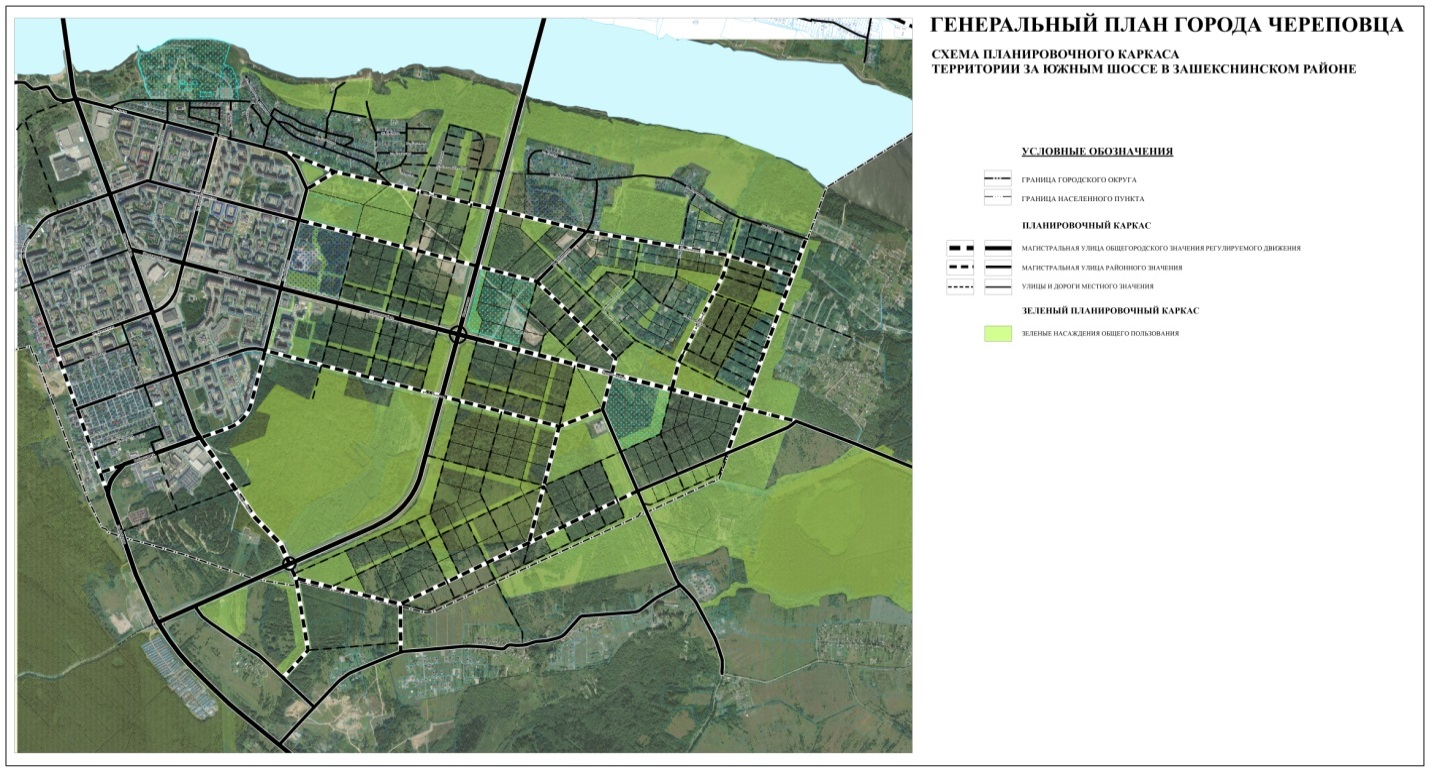 ГЕНЕРАЛЬНЫЙ ПЛАН ГОРОДА ЧЕРЕПОВЦА
СХЕМА ПЛАНИРОВОЧНОГО КАРКАСА
ТЕРРИТОРИИ ЗА ЮЖНЫМ ШОССЕ В ЗАШЕКСНИНСКОМ РАЙОНЕ
УСЛОВНЫЕ ОБОЗНАЧЕНИЯ
ГРАНИЦА ГОРОДСКОГО ОКРУГА
ГРАНИЦА НАСЕЛЕННОГО ПУНКТА
ПЛАНИРОВОЧНЫЙ КАРКАС
МАГИСТРАЛЬНАЯ УЛИЦА ОБЩЕГОРОДСКОГО ЗНАЧЕНИЯ РЕГУЛИРУЕМОГО ДВИЖЕНИЯ
МАГИСТРАЛЬНАЯ УЛИЦА РАЙОННОГО ЗНАЧЕНИЯ
УЛИЦЫ И ДОРОГИ МЕСТНОГО ЗНАЧЕНИЯ
ЗЕЛЕНЫЙ ПЛАНИРОВОЧНЫЙ КАРКАС
ЗЕЛЕНЫЕ НАСАЖДЕНИЯ ОБЩЕГО ПОЛЬЗОВАНИЯ